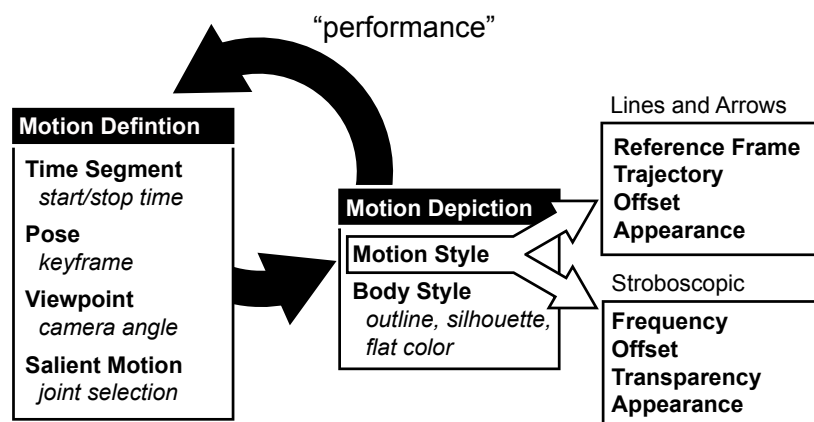 “performance”
Motion Defintion
Time Segment
start/stop time
Pose
keyframe
Viewpoint
camera angle
Salient Motion
joint selection
Motion Depiction
Motion Style
Body Style
outline, silhouette,
flat color
Lines and Arrows
Reference Frame
Trajectory
Offset
Appearance
Stroboscopic
Frequency
Offset
Transparency
Appearance